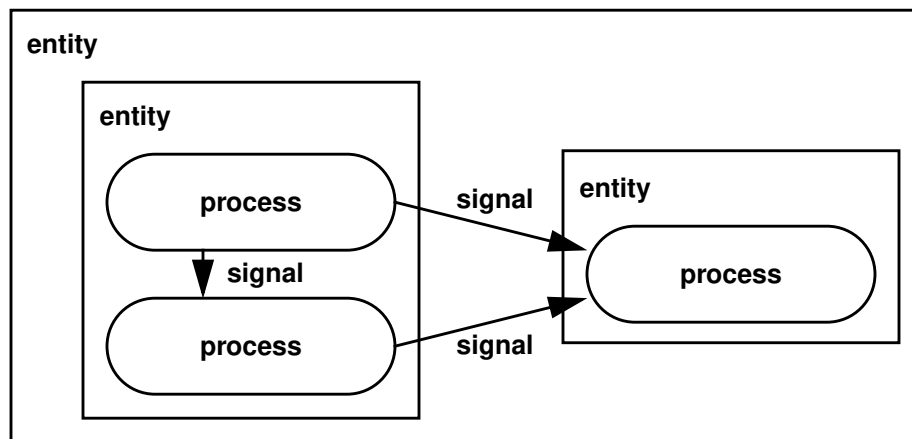 entity
entity
process
signal
entity
signal
process
process
signal